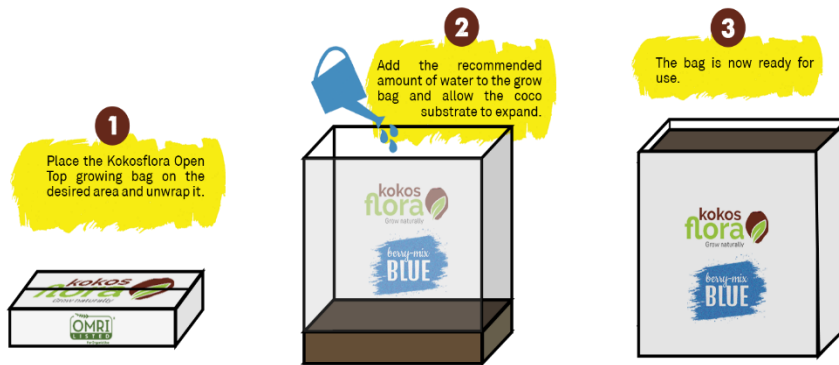 1
Place the Kokosflora Open
Top growing bag on the
desired area and unwrap it.
kokos
flora
Grow naturally
OMRI
LISTED
2
Add the recommended
amount of water to the grow
bag and allow the coco
substrate to expand.
kokos
flora
Grow naturally
berry-mix
BLUE
3
The bag is now ready for
use.
kokos
flora
Grow naturally
berry-mix
BLUE